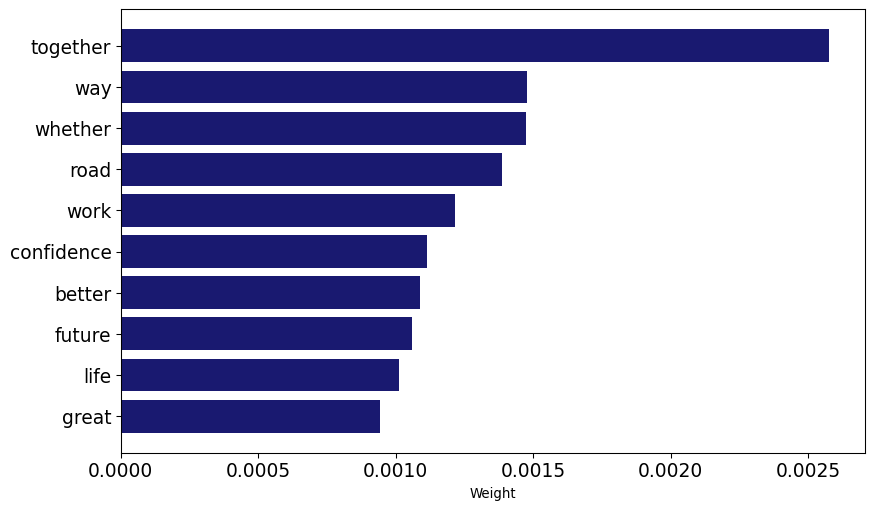 together
way
whether
road
work
confidence
better
future
life
great
0.0000 0.0005 0.0010 0.0015 0.0020 0.0025
Weight